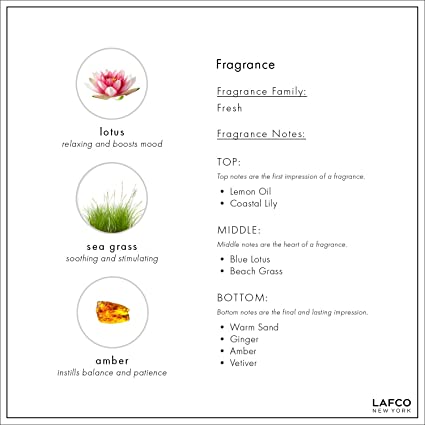 lotus
relaxing and boosts mood
sea grass
soothing and stimulating
amber
instills balance and patience
Fragrance
Fragrance Family:
Fresh
Fragrance Notes:
TOP:
Top notes are the first impression of a fragrance.
• Lemon Oil
• Coastal Lily
MIDDLE:
Middle notes are the heart of a fragrance.
• Blue Lotus
• Beach Grass
BOTTOM:
Bottom notes are the final and lasting impression.
• Warm Sand
• Ginger
• Amber
• Vetiver
LAFCO
NEW YORK